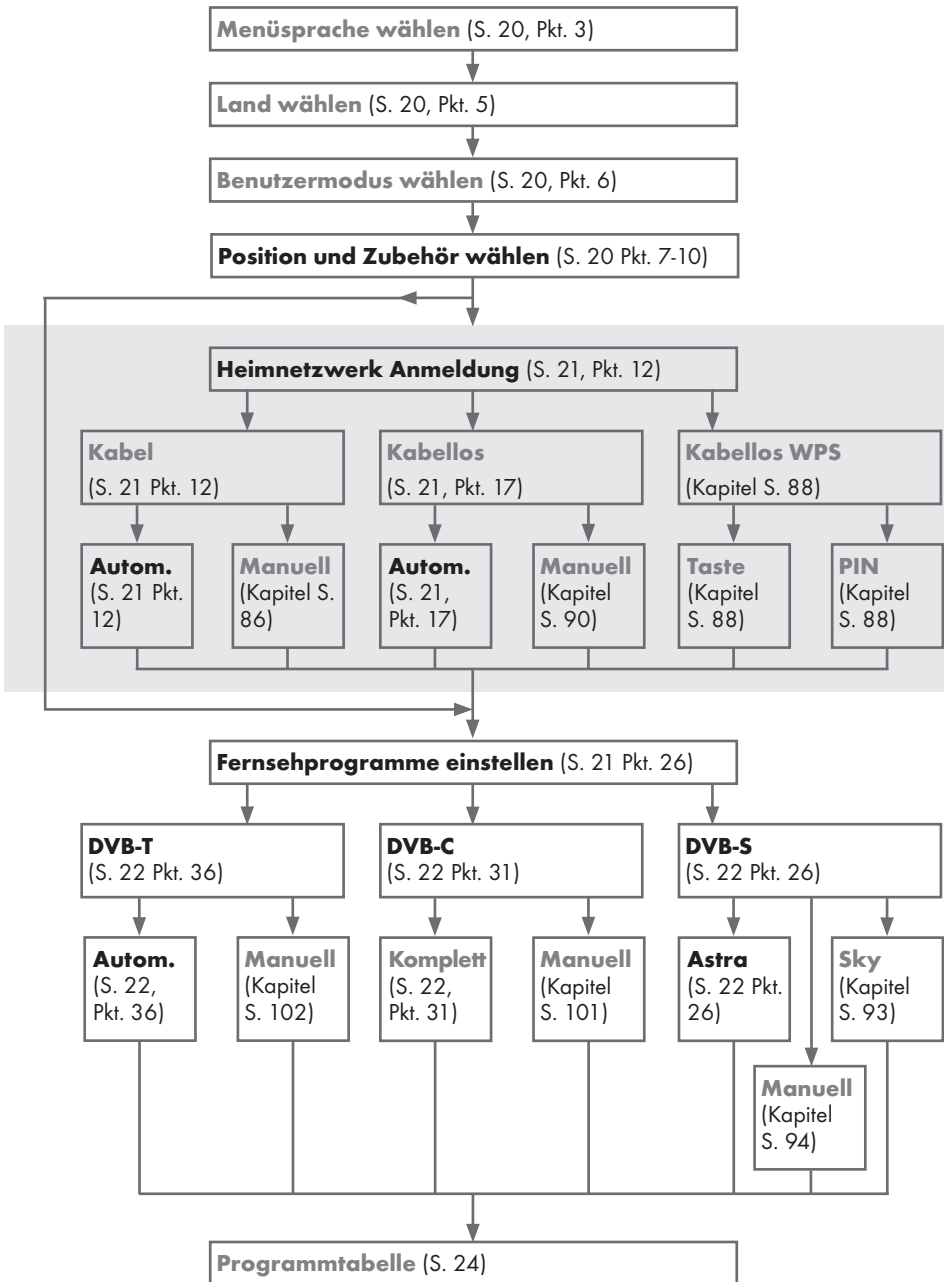 Menüsprache wählen (S. 20, Pkt. 3)
Land wählen (S. 20, Pkt. 5)
Benutzermodus wählen (S. 20, Pkt. 6)
Position und Zubehör wählen (S. 20 Pkt. 7-10)
Heimnetzwerk Anmeldung (S. 21, Pkt. 12)
Kabel
(S. 21 Pkt. 12)
Kabellos
(S. 21, Pkt. 17)
Kabellos WPS
(Kapitel S. 88)
Autom.
(S. 21 Pkt.
12)
Manuell
(Kapitel S.
86)
Autom.
(S. 21,
Pkt. 17)
Manuell
(Kapitel
S. 90)
Taste
(Kapitel
S. 88)
PIN
(Kapitel
S. 88)
Fernsehprogramme einstellen (S. 21 Pkt. 26)
DVB-T
(S. 22 Pkt. 36)
DVB-C
(S. 22 Pkt. 31)
DVB-S
(S. 22 Pkt. 26)
Autom.
(S. 22,
Pkt. 36)
Manuell
(Kapitel
S. 102)
Komplett
(S. 22,
Pkt. 31)
Manuell
(Kapitel
S. 101)
Astra
(S. 22 Pkt.
26)
Sky
(Kapitel
S. 93)
Manuell
(Kapitel
S. 94)
Programmtabelle (S. 24)